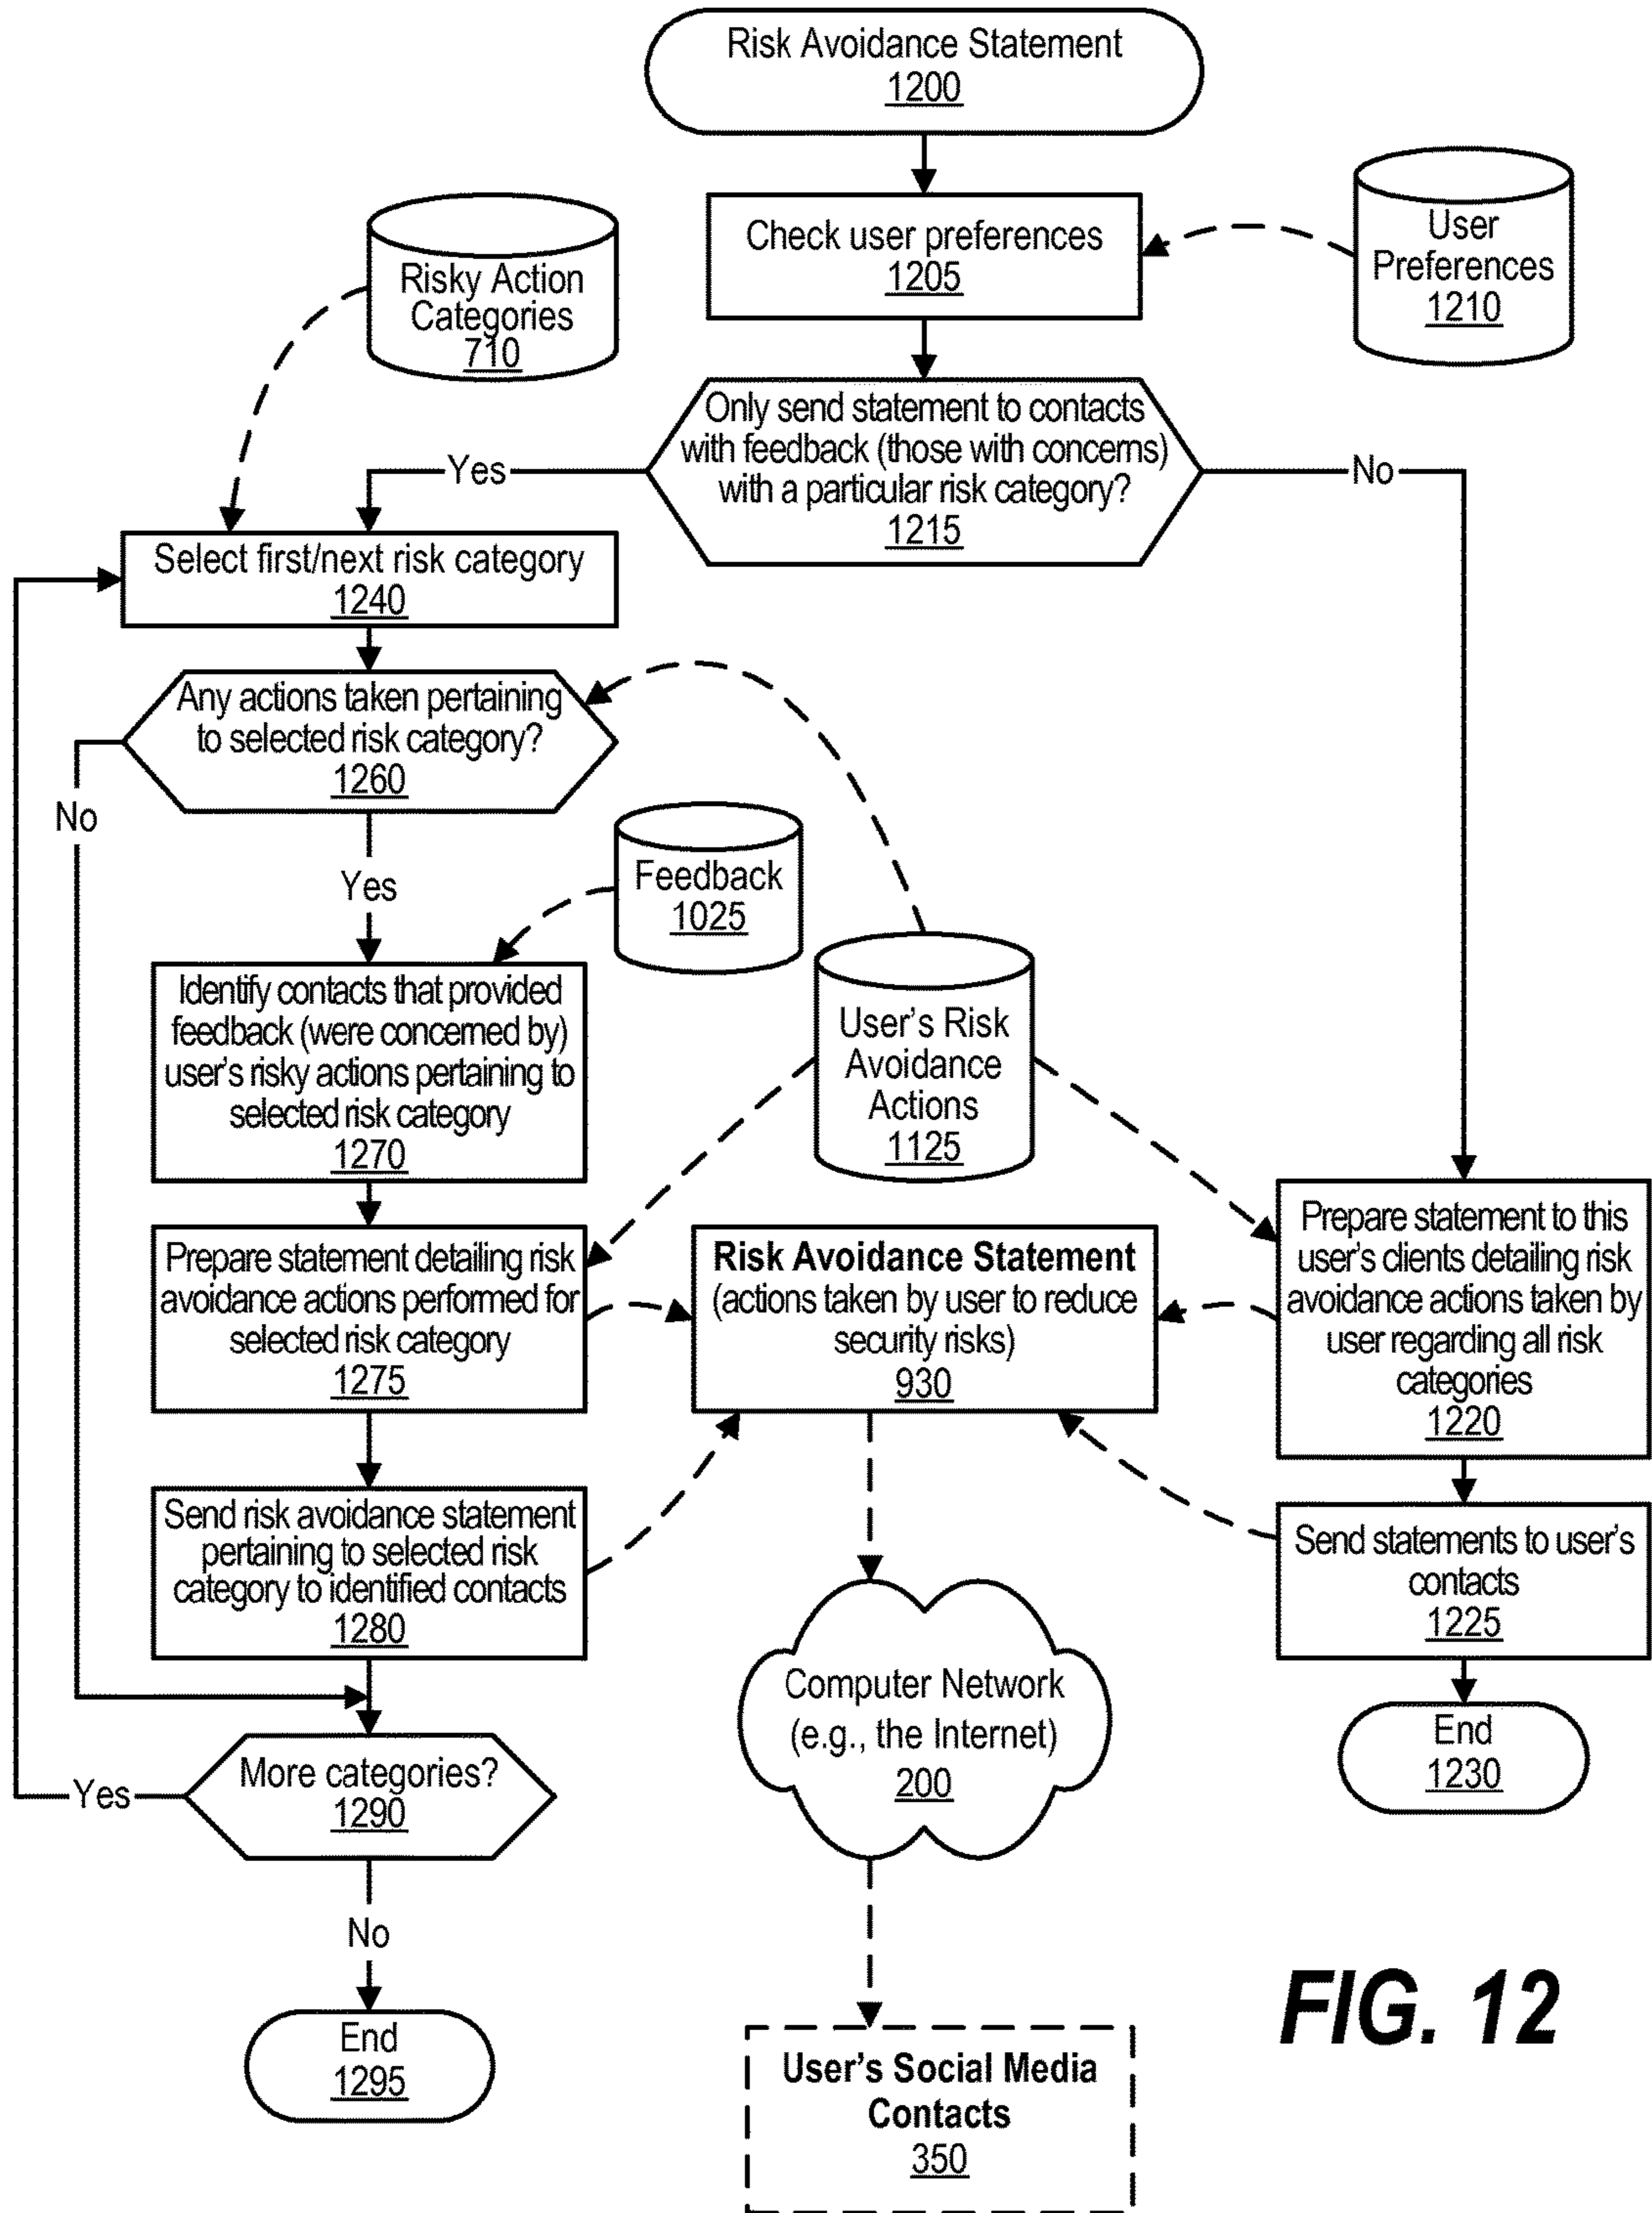 Risk Avoidance Statement
1200
Check user preferences
1205
User
Preferences
1210
Risky Action
Categories
710
Only send statement to contacts
with feedback (those with concerns)
with a particular risk category?
1215
Yes
No
Select first/next risk category
1240
Any actions taken pertaining
to selected risk category?
1260
No
Yes
Feedback
1025
Identify contacts that provided
feedback (were concerned by)
user's risky actions pertaining to
selected risk category
1270
User's Risk
Avoidance
Actions
1125
Prepare statement detailing risk
avoidance actions performed for
selected risk category
1275
Risk Avoidance Statement
(actions taken by user to reduce
security risks)
930
Prepare statement to this
user's clients detailing risk
avoidance actions taken by
user regarding all risk
categories
1220
Send risk avoidance statement
pertaining to selected risk
category to identified contacts
1280
Send statements to user's
contacts
1225
Computer Network
(e.g., the Internet)
200
End
1230
More categories?
1290
Yes
No
End
1295
User's Social Media
Contacts
350
FIG. 12